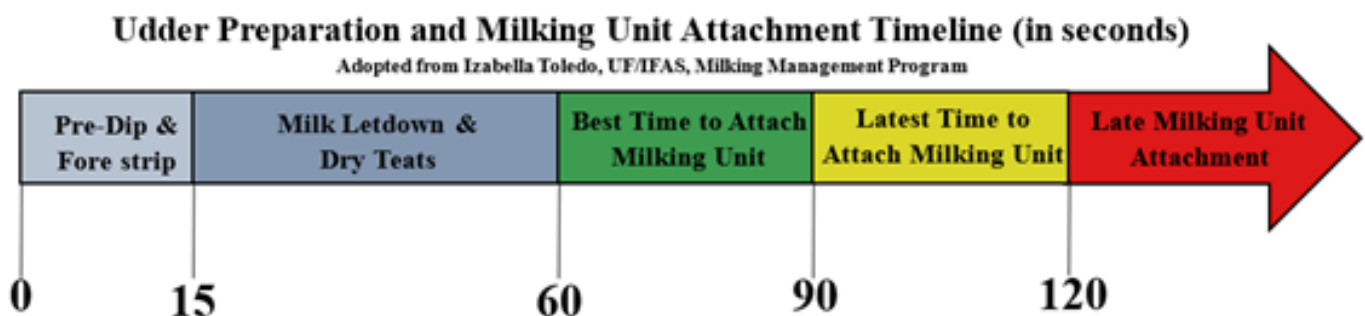 Udder Preparation and Milking Unit Attachment Timeline (in seconds)
Adopted from Izabella Toledo, UF/IFAS, Milking Management Program
Pre-Dip &
Fore strip
Milk Letdown &
Dry Teats
Best Time to Attach
Milking Unit
Latest Time to
Attach Milking Unit
Late Milking Unit
Attachment
0
15
60
90
120